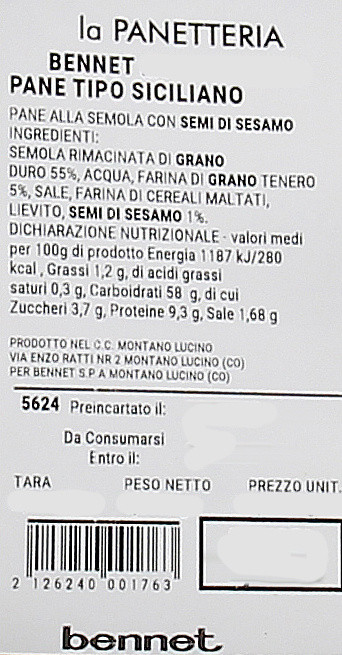 la PANETTERIA
BENNET
PANE TIPO SICILIANO
PANE ALLA SEMOLA CON SEMI DI SESAMO
INGREDIENTI:
SEMOLA RIMACINATA DI GRANO
DURO 55%, ACQUA, FARINA DI GRANO TENERO
5%, SALE, FARINA DI CEREALI MALTATI,
LIEVITO, SEMI DI SESAMO 1%.
DICHIARAZIONE NUTRIZIONALE - valori medi
per 100g di prodotto Energia 1187 kJ/280
kcal , Grassi 1,2 g, di acidi grassi
saturi 0,3 g, Carboidrati 58 g, di cui
Zuccheri 3,7 g, Proteine 9,3 g, Sale 1,68 g
PRODOTTO NEL C.C. MONTANO LUCINO
VIA ENZO RATTI NR 2 MONTANO LUCINO (CO)
PER BENNET S.P.A MONTANO LUCINO (CO)
5624 Preincartato il:
Da Consumarsi
Entro il:
TARA PESO NETTO PREZZO UNIT.
2 126240 001763
bennet